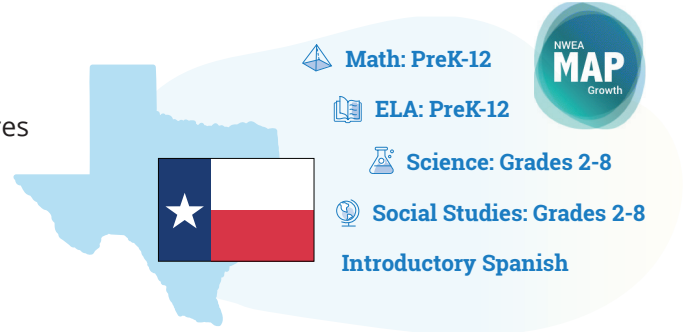 NWEA
MAP
Growth
Math: PreK-12
ELA: PreK-12
Science: Grades 2-8
Social Studies: Grades 2-8
Introductory Spanish